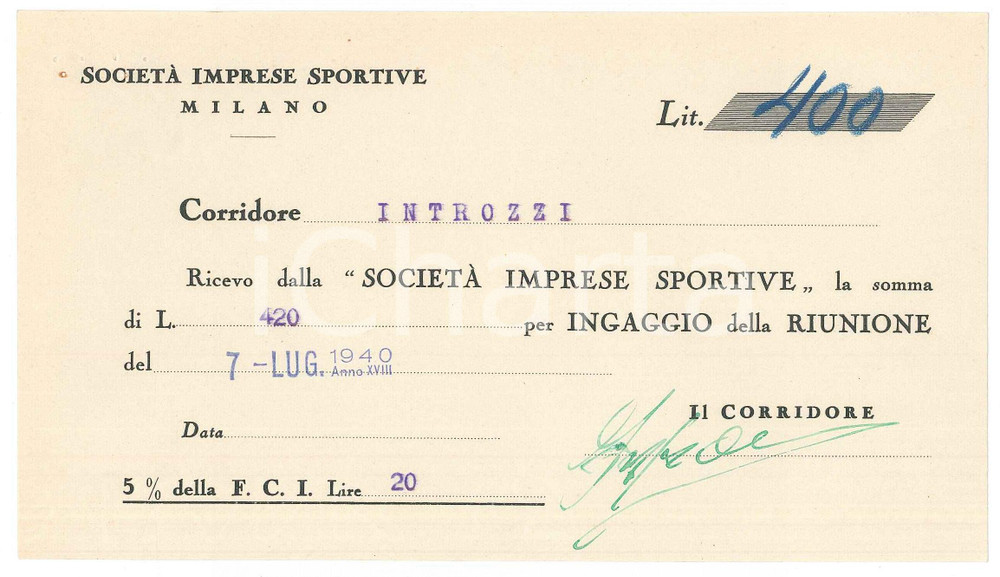 SOCIETÀ IMPRESE SPORTIVE
MILANO
Lit. 400
Corridore INTROZZI
iCharta
Ricevo dalla “ SOCIETÀ IMPRESE SPORTIVE „ la somma
di L. 420 per INGAGGIO della RIUNIONE
del 7 - LUG. 1940 Anno XVIII
Il CORRIDORE
Data
5 % della F. C. I. Lire 20